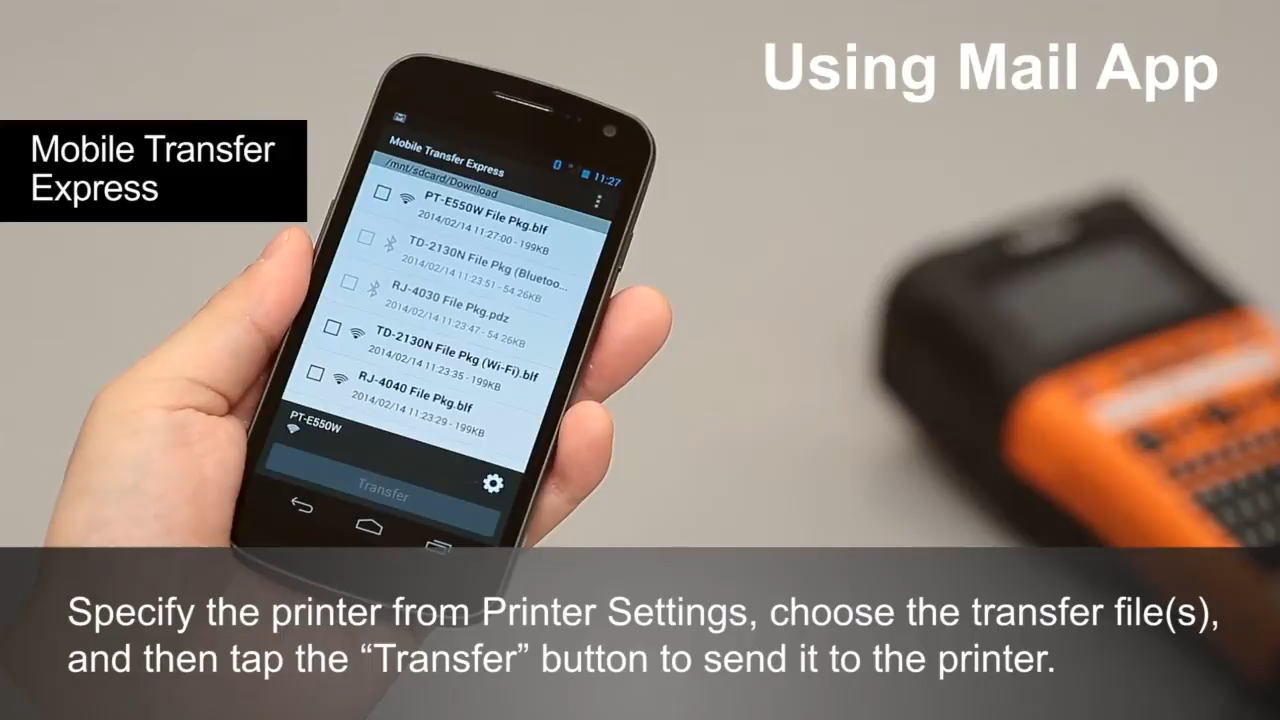 Using Mail App
Mobile Transfer
Express
Mobile Transfer Express
11:27
/mnt/sdcard/Download
PT-E550W File Pkg.blf
2014/02/14 11:27:00 - 199KB
TD-2130N File Pkg (Bluetoo...
2014/02/14 11:23:51 - 54.26KB
RJ-4030 File Pkg.pdz
2014/02/14 11:23:47 - 54.26KB
TD-2130N File Pkg (Wi-Fi).blf
2014/02/14 11:23:35 - 199KB
RJ-4040 File Pkg.blf
2014/02/14 11:23:29 - 199KB
PT-E550W
Transfer
Specify the printer from Printer Settings, choose the transfer file(s),
and then tap the “Transfer” button to send it to the printer.